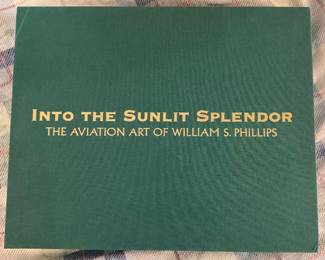 INTO THE SUNLIT SPLENDOR
THE AVIATION ART OF WILLIAM S. PHILLIPS